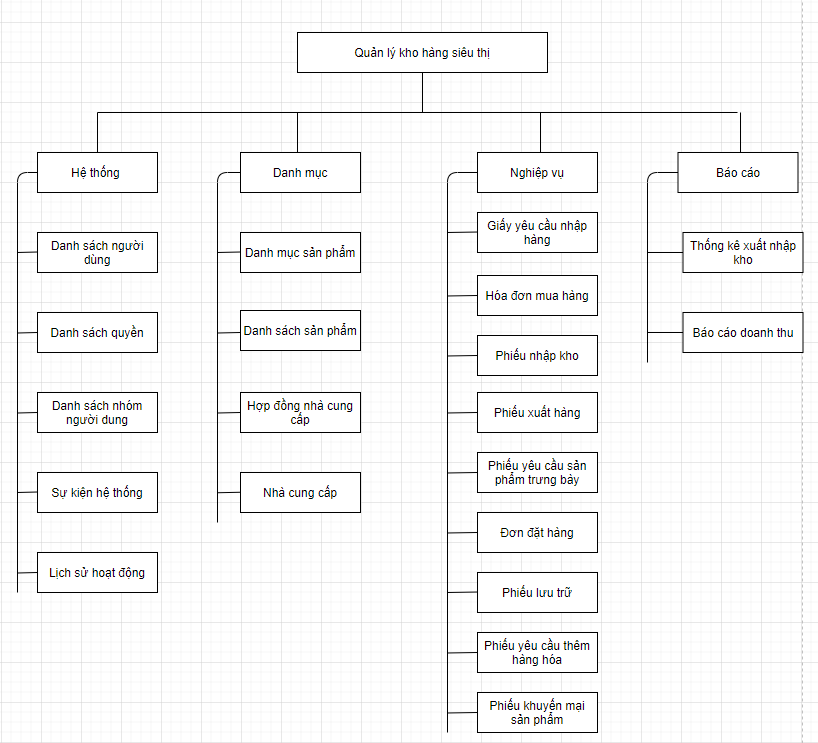 Quản lý kho hàng siêu thị
Hệ thống
Danh sách người
dùng
Danh sách quyền
Danh sách nhóm
người dung
Sự kiện hệ thống
Lịch sử hoạt động
Danh mục
Danh mục sản phẩm
Danh sách sản phẩm
Hợp đồng nhà cung
cấp
Nhà cung cấp
Nghiệp vụ
Giấy yêu cầu nhập
hàng
Hóa đơn mua hàng
Phiếu nhập kho
Phiếu xuất hàng
Phiếu yêu cầu sản
phẩm trưng bảy
Đơn đặt hàng
Phiếu lưu trữ
Phiếu yêu cầu thêm
hàng hóa
Phiếu khuyến mại
sản phẩm
Báo cáo
Thống kê xuất nhập
kho
Báo cáo doanh thu